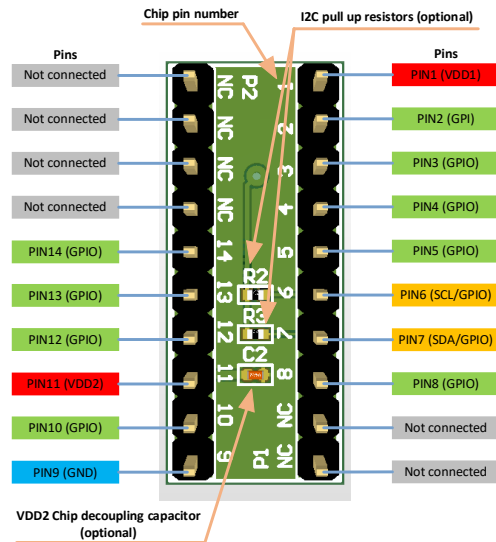 Chip pin number
I2C pull up resistors (optional)
Pins
Pins
Not connected
NC
P2
1
PIN1 (VDD1)
Not connected
NC
2
PIN2 (GPI)
Not connected
NC
3
PIN3 (GPIO)
Not connected
NC
4
PIN4 (GPIO)
PIN14 (GPIO)
14
5
PIN5 (GPIO)
R2
PIN13 (GPIO)
13
6
PIN6 (SCL/GPIO)
R3
PIN12 (GPIO)
12
7
PIN7 (SDA/GPIO)
C2
PIN11 (VDD2)
11
8
PIN8 (GPIO)
PIN10 (GPIO)
10
NC
Not connected
PIN9 (GND)
9
P1
NC
Not connected
VDD2 Chip decoupling capacitor
(optional)